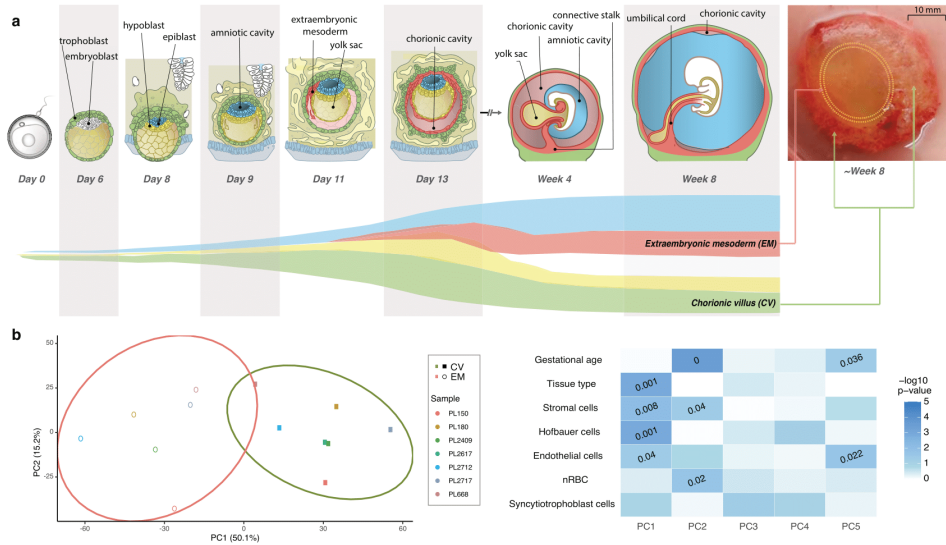 a
trophoblast
embryoblast
hypoblast
epiblast
amniotic cavity
extraembryonic
mesoderm
yolk sac
chorionic cavity
connective stalk
chorionic cavity
amniotic cavity
yolk sac
umbilical cord
chorionic cavity
10 mm
Day 0
Day 6
Day 8
Day 9
Day 11
Day 13
Week 4
Week 8
~Week 8
Extraembryonic mesoderm (EM)
Chorionic villus (CV)
b
50
25
0
-25
PC2 (15.2%)
-60
-30
0
30
60
PC1 (50.1%)
CV
EM
Sample
PL150
PL180
PL2409
PL2617
PL2712
PL2717
PL668
Gestational age
0
0.036
Tissue type
0.001
Stromal cells
0.008
0.04
Hofbauer cells
0.001
Endothelial cells
0.04
0.022
nRBC
0.02
Syncytiotrophoblast cells
PC1
PC2
PC3
PC4
PC5
−log10
p-value
5
4
3
2
1
0